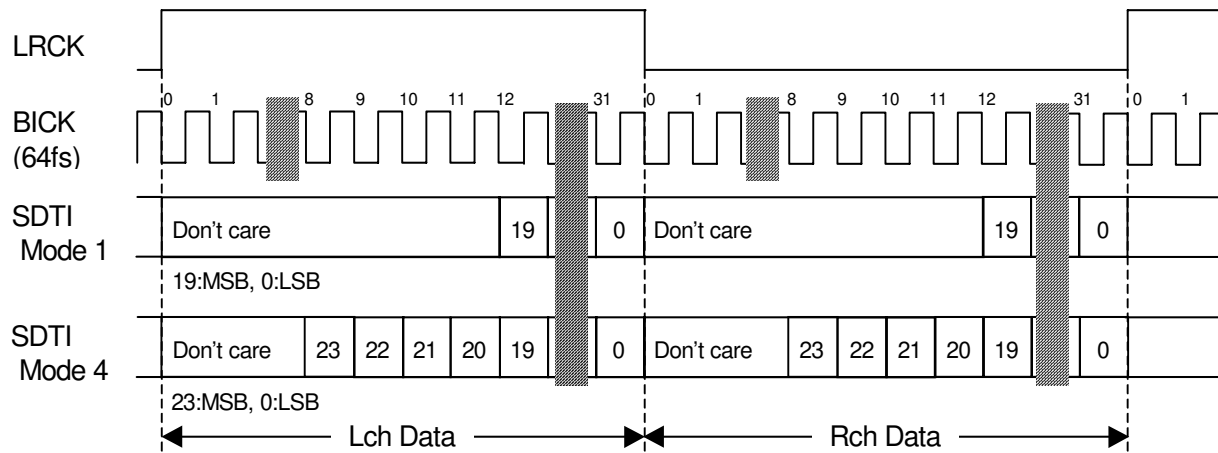 LRCK
0 1 8 9 10 11 12 31 0 1 8 9 10 11 12 31 0 1
BICK
(64fs)
SDTI
Mode 1
Don't care 19 0 Don't care 19 0
19:MSB, 0:LSB
SDTI
Mode 4
Don't care 23 22 21 20 19 0 Don't care 23 22 21 20 19 0
23:MSB, 0:LSB
Lch Data Rch Data